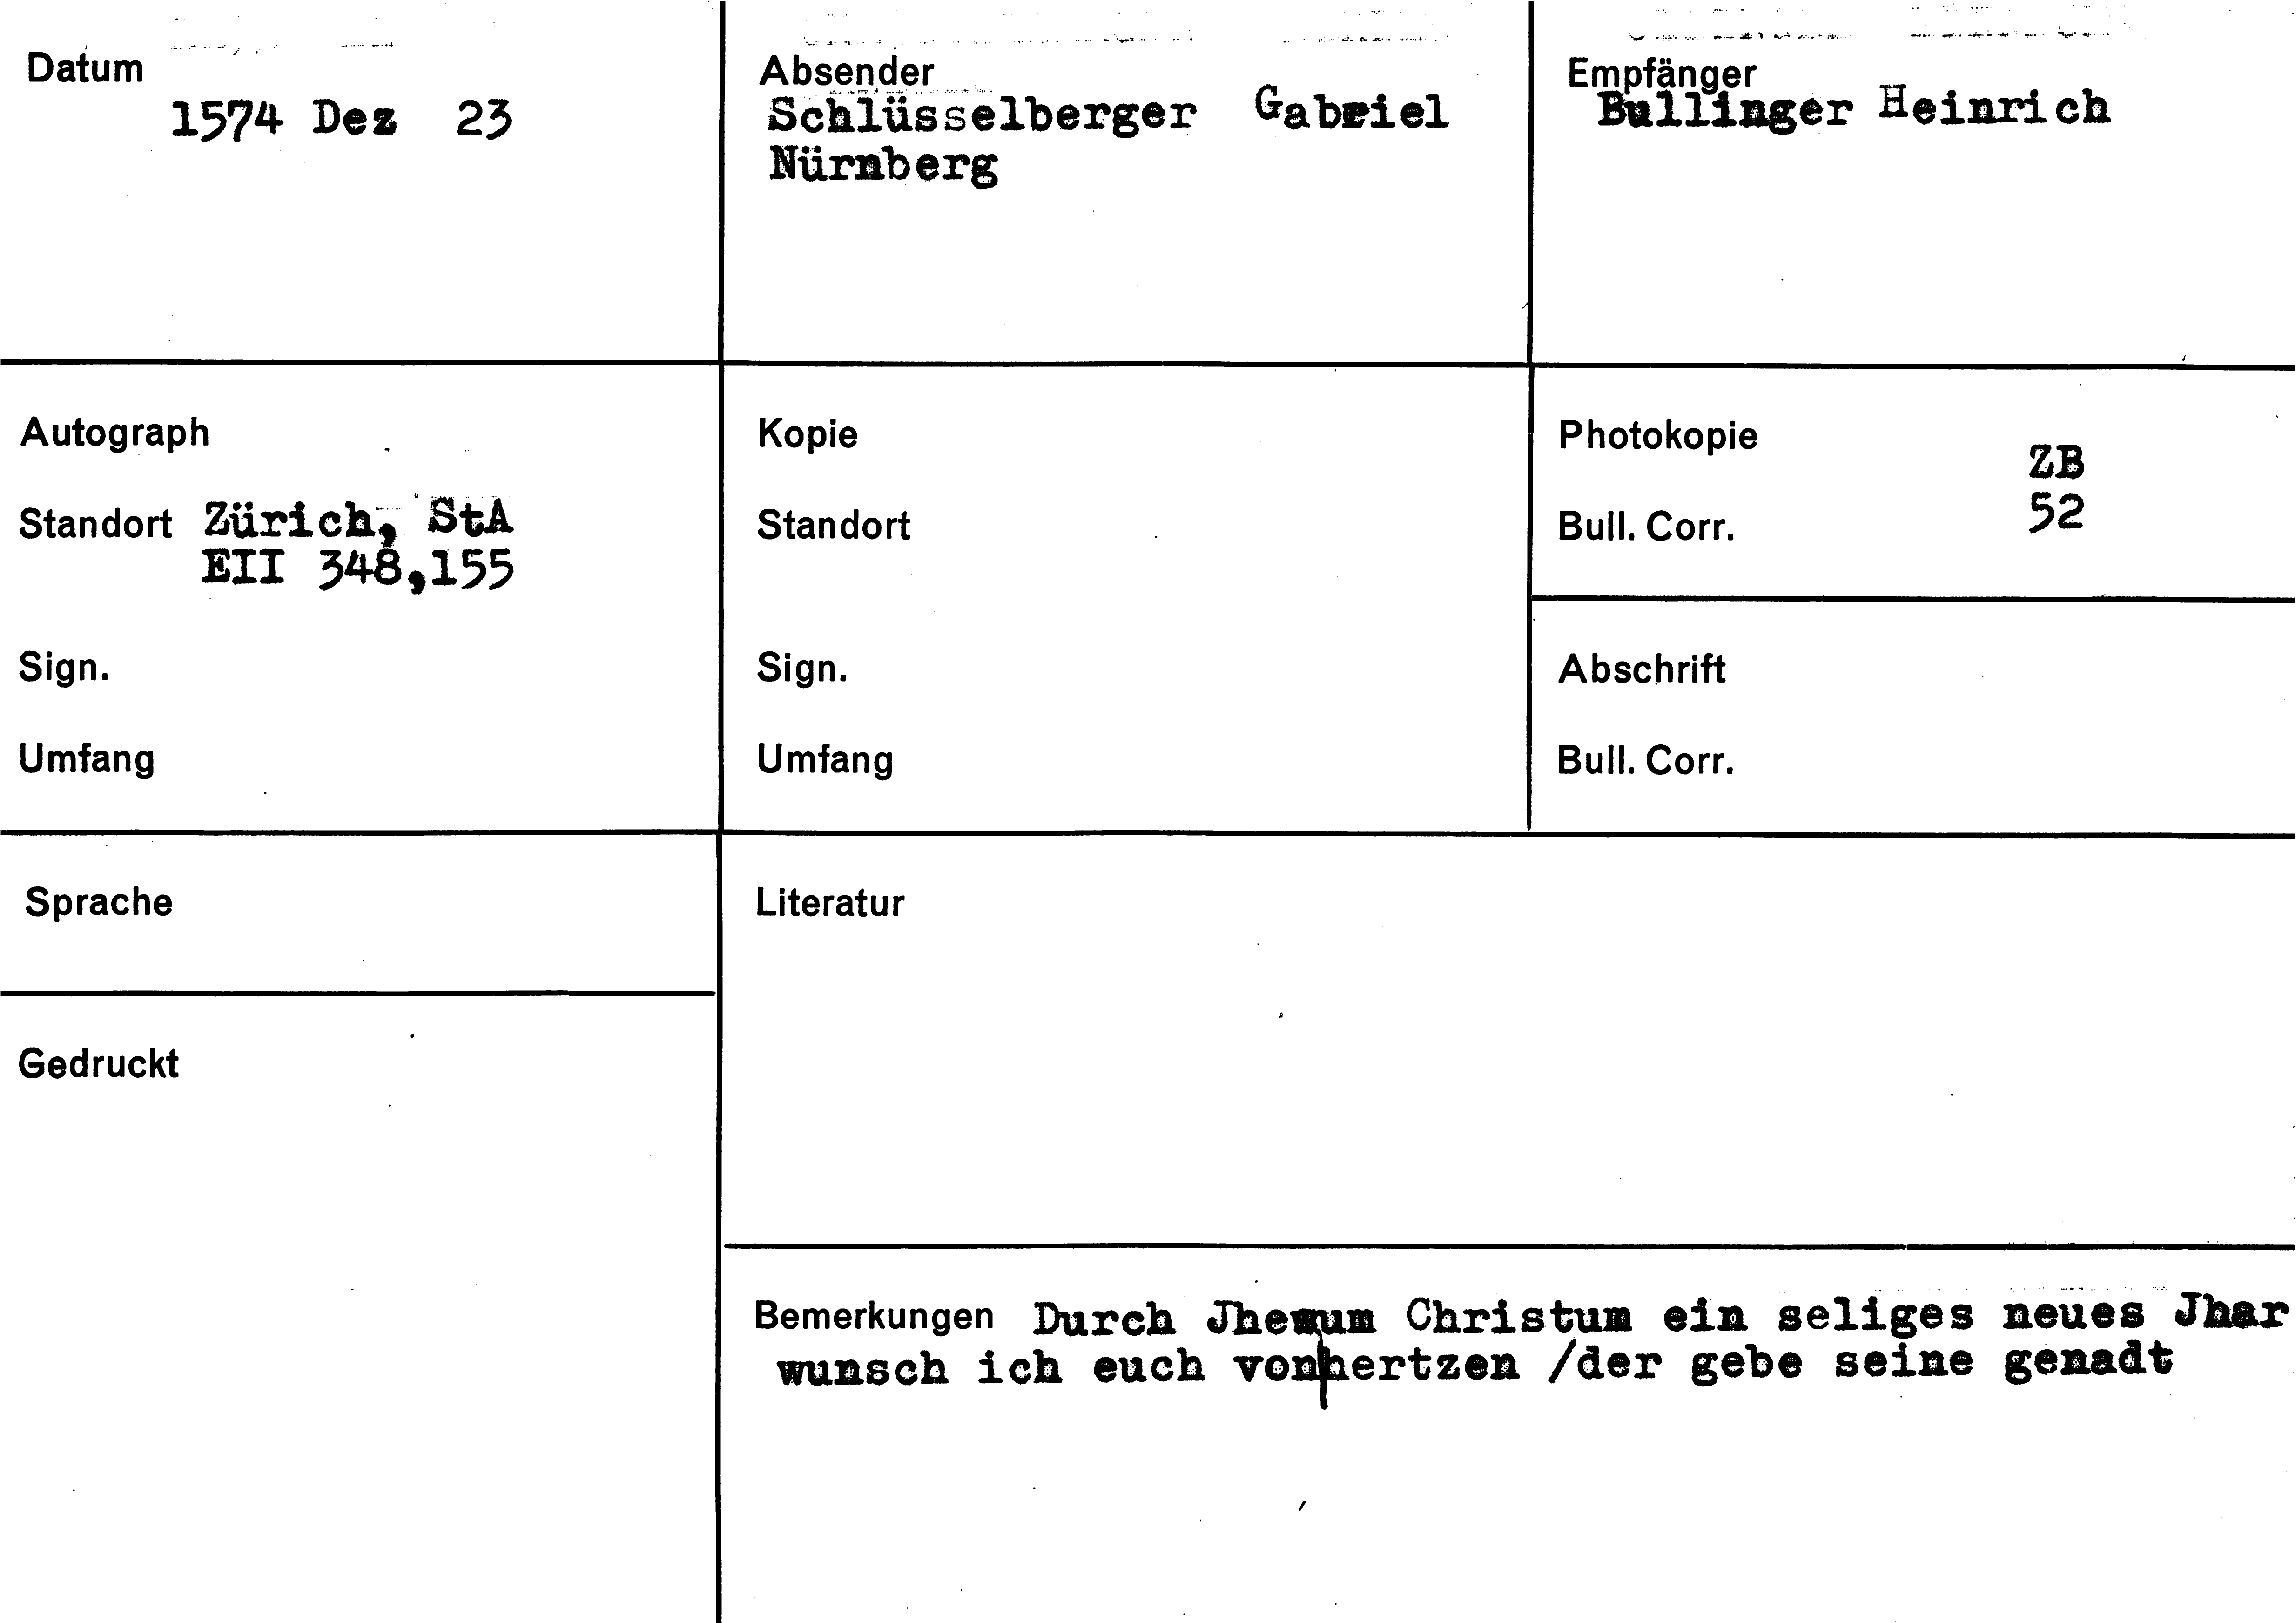 Datum
1574 Dez 23
Absender
Schlüsselberger Gabriel
Nürnberg
Empfänger
Bullinger Heinrich
Autograph
Standort Zürich, StA
EII 348,155
Sign.
Umfang
Kopie
Standort
Sign.
Umfang
Photokopie
ZB
Bull. Corr. 52
Abschrift
Bull. Corr.
Sprache
Gedruckt
Literatur
Bemerkungen Durch Jhesum Christum ein seliges neues Jhar
wunsch ich euch von hertzen /der gebe seine genadt